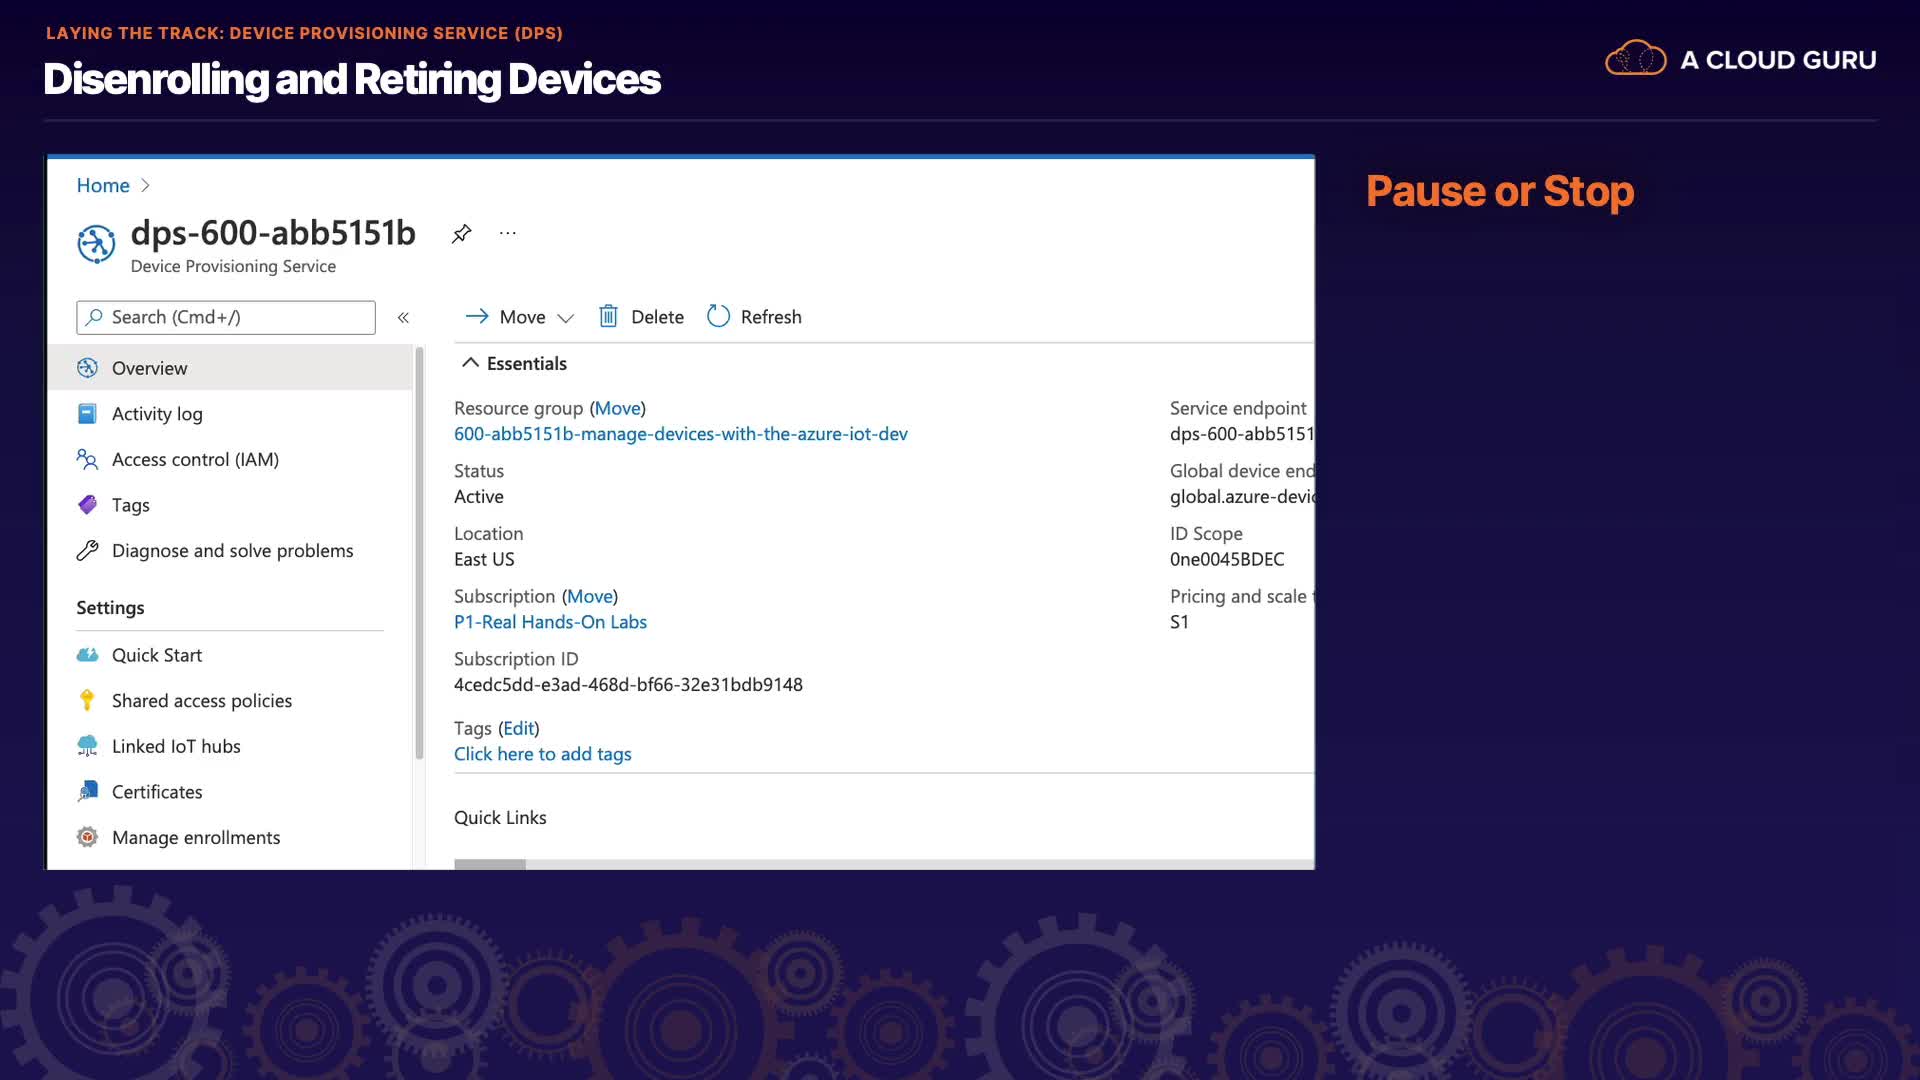 LAYING THE TRACK: DEVICE PROVISIONING SERVICE (DPS)
Disenrolling and Retiring Devices
A CLOUD GURU
Pause or Stop
Home
dps-600-abb5151b
Device Provisioning Service
Search (Cmd+/)
«
Move
Delete
Refresh
Overview
Activity log
Access control (IAM)
Tags
Diagnose and solve problems
Settings
Quick Start
Shared access policies
Linked IoT hubs
Certificates
Manage enrollments
Essentials
Resource group (Move)
600-abb5151b-manage-devices-with-the-azure-iot-dev
Status
Active
Location
East US
Subscription (Move)
P1-Real Hands-On Labs
Subscription ID
4cedc5dd-e3ad-468d-bf66-32e31bdb9148
Tags (Edit)
Click here to add tags
Service endpoint
dps-600-abb5151
Global device end
global.azure-devic
ID Scope
0ne0045BDEC
Pricing and scale
S1
Quick Links